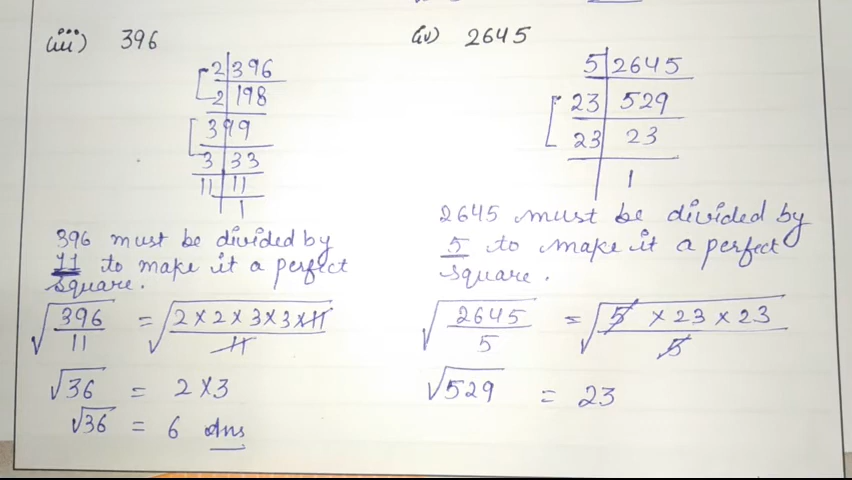 (iii) 396
2 | 396
2 | 198
3 | 99
3 | 33
11 | 11
1
396 must be divided by
11 to make it a perfect
square.
√(396/11) = √((2 × 2 × 3 × 3 × 11)/11)
√36 = 2 × 3
√36 = 6 Ans
(iv) 2645
5 | 2645
23 | 529
23 | 23
1
2645 must be divided by
5 to make it a perfect
square.
√(2645/5) = √((5 × 23 × 23)/5)
√529 = 23